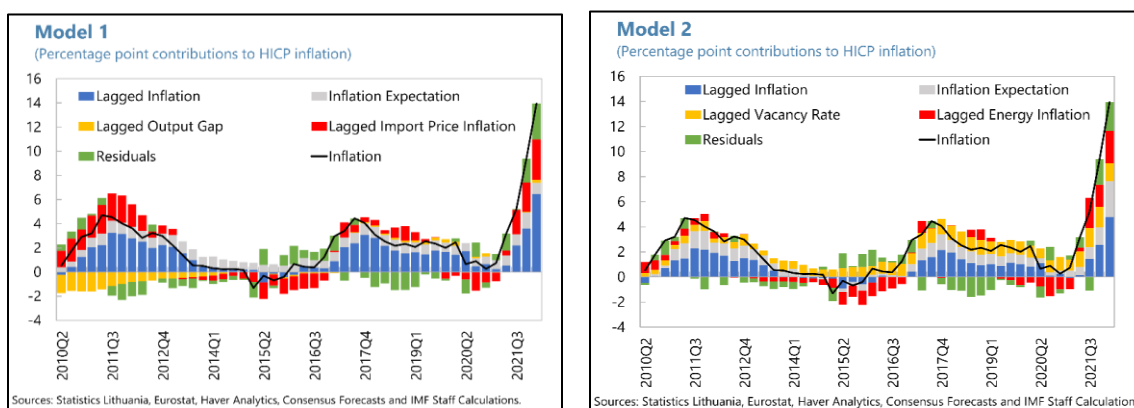 Model 1
(Percentage point contributions to HICP inflation)
16
14
12
10
8
6
4
2
0
-2
-4
Lagged Inflation
Inflation Expectation
Lagged Output Gap
Lagged Import Price Inflation
Residuals
Inflation
2010Q2
2011Q3
2012Q4
2014Q1
2015Q2
2016Q3
2017Q4
2019Q1
2020Q2
2021Q3
Sources: Statistics Lithuania, Eurostat, Haver Analytics, Consensus Forecasts and IMF Staff Calculations.
Model 2
(Percentage point contributions to HICP inflation)
16
14
12
10
8
6
4
2
0
-2
-4
Lagged Inflation
Inflation Expectation
Lagged Vacancy Rate
Lagged Energy Inflation
Residuals
Inflation
2010Q2
2011Q3
2012Q4
2014Q1
2015Q2
2016Q3
2017Q4
2019Q1
2020Q2
2021Q3
Sources: Statistics Lithuania, Eurostat, Haver Analytics, Consensus Forecasts and IMF Staff Calculation